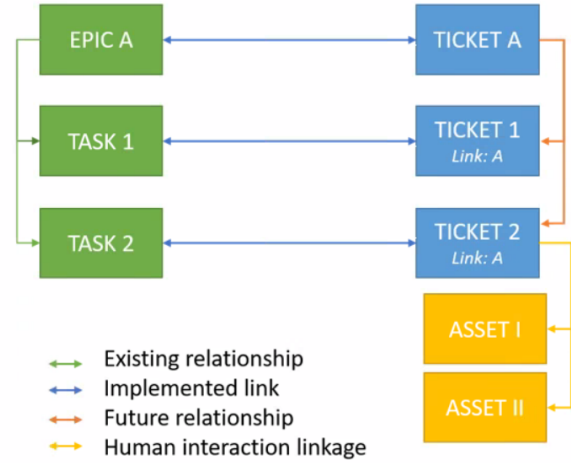 EPIC A
TICKET A
TASK 1
TICKET 1
Link: A
TASK 2
TICKET 2
Link: A
ASSET I
ASSET II
Existing relationship
Implemented link
Future relationship
Human interaction linkage